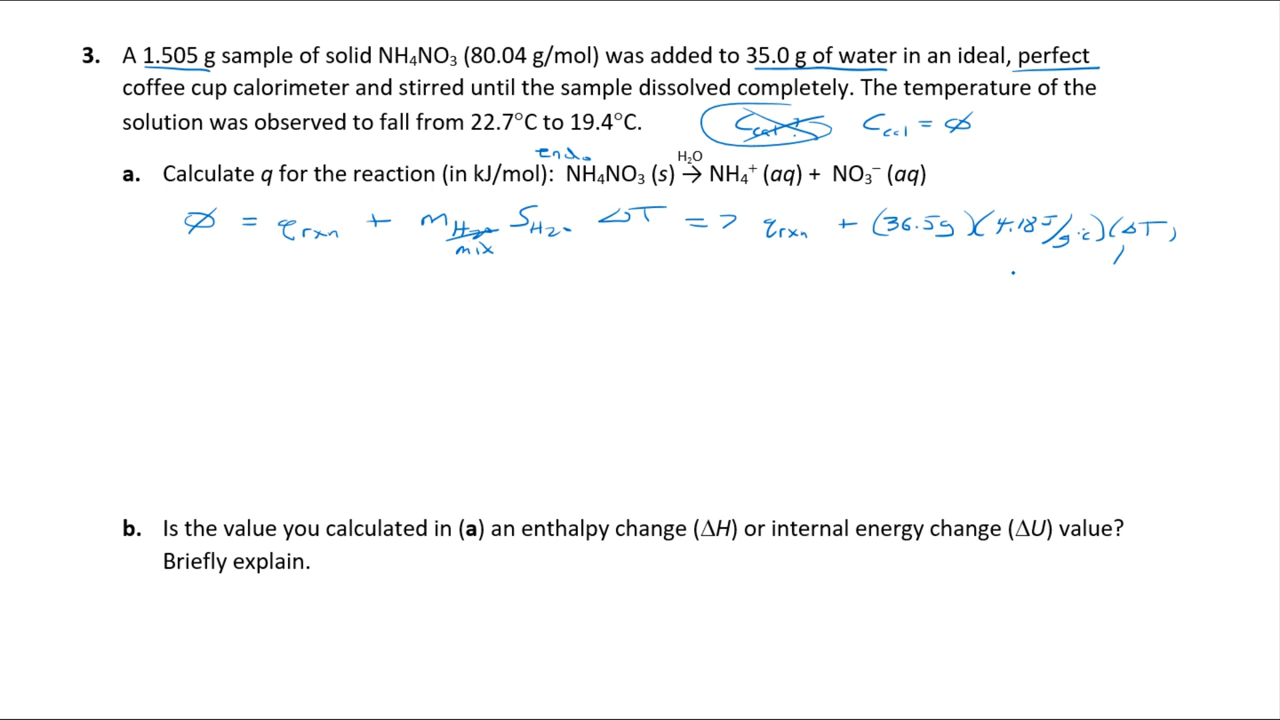 3. A 1.505 g sample of solid NH₄NO₃ (80.04 g/mol) was added to 35.0 g of water in an ideal, perfect
coffee cup calorimeter and stirred until the sample dissolved completely. The temperature of the
solution was observed to fall from 22.7°C to 19.4°C.
C_cal ? C_cal = ∅
endo
a. Calculate q for the reaction (in kJ/mol): NH₄NO₃ (s) H₂O → NH₄⁺ (aq) + NO₃⁻ (aq)
∅ = q_rxn + m_H₂O S_H₂O ΔT => q_rxn + (36.5g)(4.18 J/g·°c)(ΔT)
mix
b. Is the value you calculated in (a) an enthalpy change (ΔH) or internal energy change (ΔU) value?
Briefly explain.